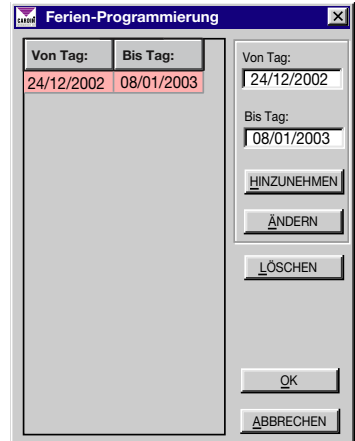 CARDIN Ferien-Programmierung
Von Tag: Bis Tag:
24/12/2002 08/01/2003
Von Tag:
24/12/2002
Bis Tag:
08/01/2003
HINZUNEHMEN
ÄNDERN
LÖSCHEN
OK
ABBRECHEN